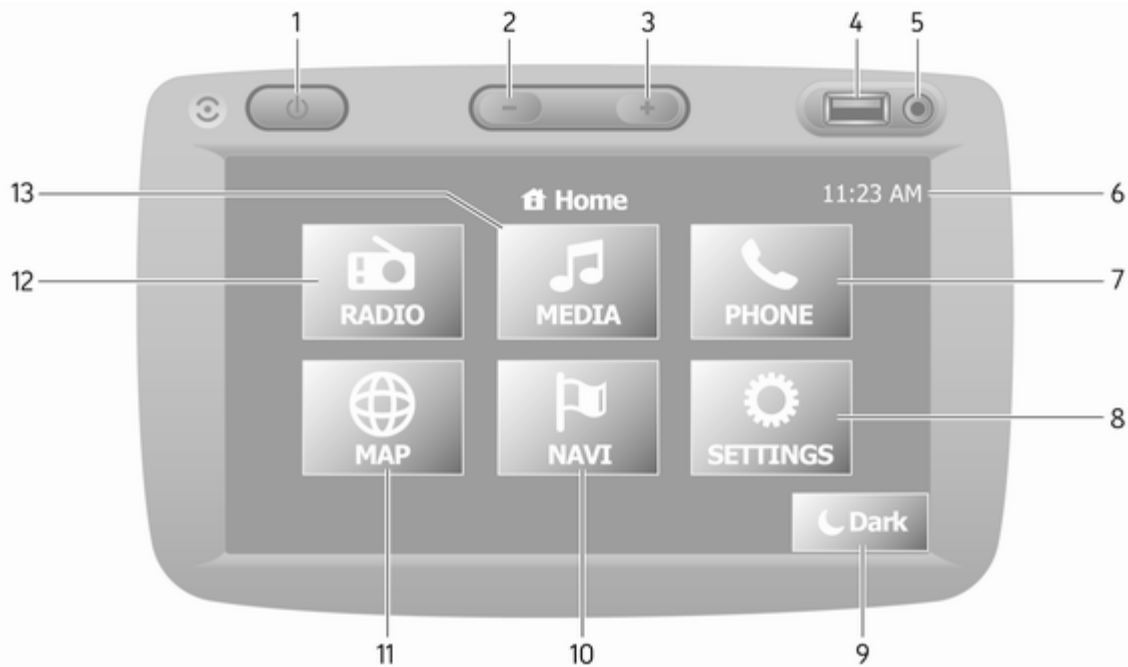 1 2 3 4 5
13 Home 11:23 AM 6
12 RADIO MEDIA PHONE 7
MAP NAVI SETTINGS 8
Dark
11 10 9